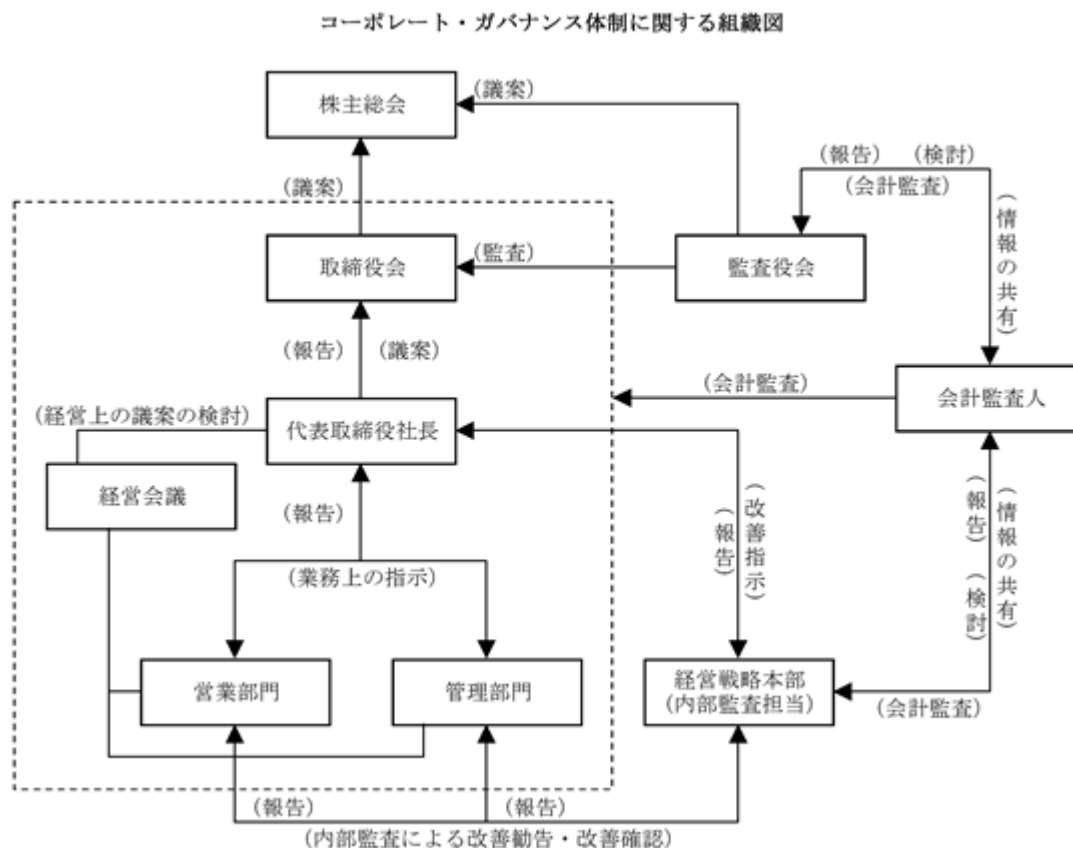 コーポレート・ガバナンス体制に関する組織図
株主総会
(議案)
(報告) (検討)
(会計監査)
(議案)
(情報の共有)
取締役会
(監査)
監査役会
(報告) (議案)
(会計監査)
会計監査人
(経営上の議案の検討)
代表取締役社長
経営会議
(報告)
(改善指示)
(報告)
(情報の共有)
(報告) (検討)
(業務上の指示)
営業部門
管理部門
経営戦略本部
(内部監査担当)
(会計監査)
(報告)
(報告)
(内部監査による改善勧告・改善確認)